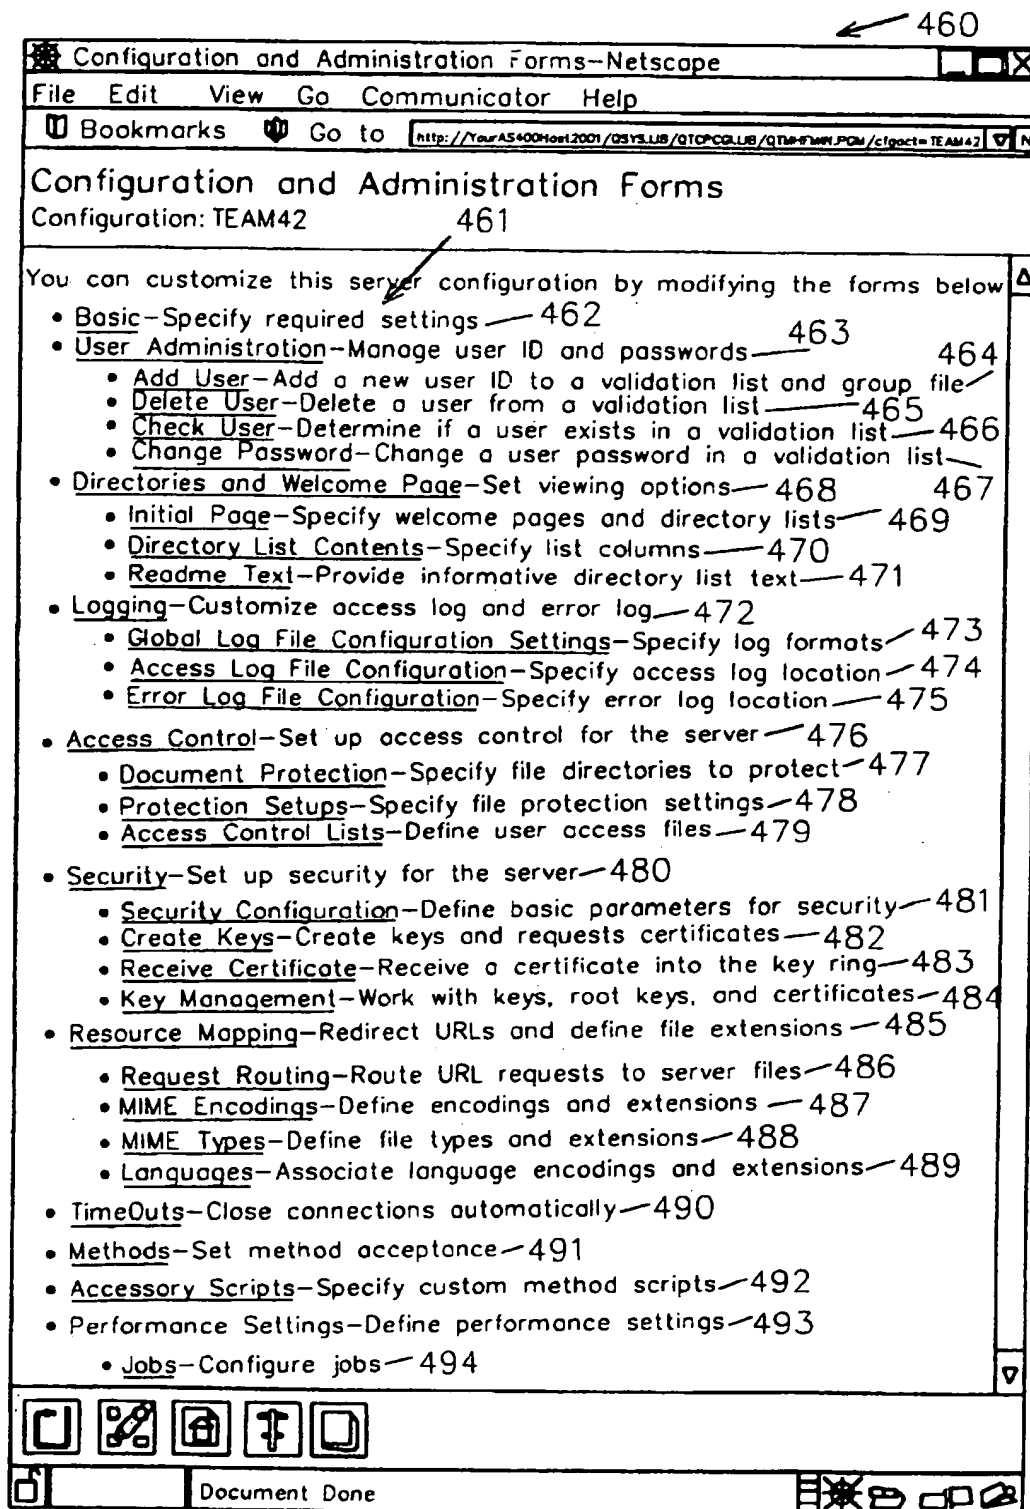 460
Configuration and Administration Forms-Netscape
File Edit View Go Communicator Help
Bookmarks Go to http://YourAS400Host:2001/QSYS.LIB/QTCPCGI.LIB/ /cfgact=TEAM42 N
Configuration and Administration Forms
Configuration: TEAM42 461
You can customize this server configuration by modifying the forms below
• Basic-Specify required settings 462
• User Administration-Manage user ID and passwords 463
• Add User-Add a new user ID to a validation list and group file 464
• Delete User-Delete a user from a validation list 465
• Check User-Determine if a user exists in a validation list 466
• Change Password-Change a user password in a validation list 467
• Directories and Welcome Page-Set viewing options 468
• Initial Page-Specify welcome pages and directory lists 469
• Directory List Contents-Specify list columns 470
• Readme Text-Provide informative directory list text 471
• Logging-Customize access log and error log 472
• Global Log File Configuration Settings-Specify log formats 473
• Access Log File Configuration-Specify access log location 474
• Error Log File Configuration-Specify error log location 475
• Access Control-Set up access control for the server 476
• Document Protection-Specify file directories to protect 477
• Protection Setups-Specify file protection settings 478
• Access Control Lists-Define user access files 479
• Security-Set up security for the server 480
• Security Configuration-Define basic parameters for security 481
• Create Keys-Create keys and requests certificates 482
• Receive Certificate-Receive a certificate into the key ring 483
• Key Management-Work with keys, root keys, and certificates 484
• Resource Mapping-Redirect URLs and define file extensions 485
• Request Routing-Route URL requests to server files 486
• MIME Encodings-Define encodings and extensions 487
• MIME Types-Define file types and extensions 488
• Languages-Associate language encodings and extensions 489
• TimeOuts-Close connections automatically 490
• Methods-Set method acceptance 491
• Accessory Scripts-Specify custom method scripts 492
• Performance Settings-Define performance settings 493
• Jobs-Configure jobs 494
Document Done